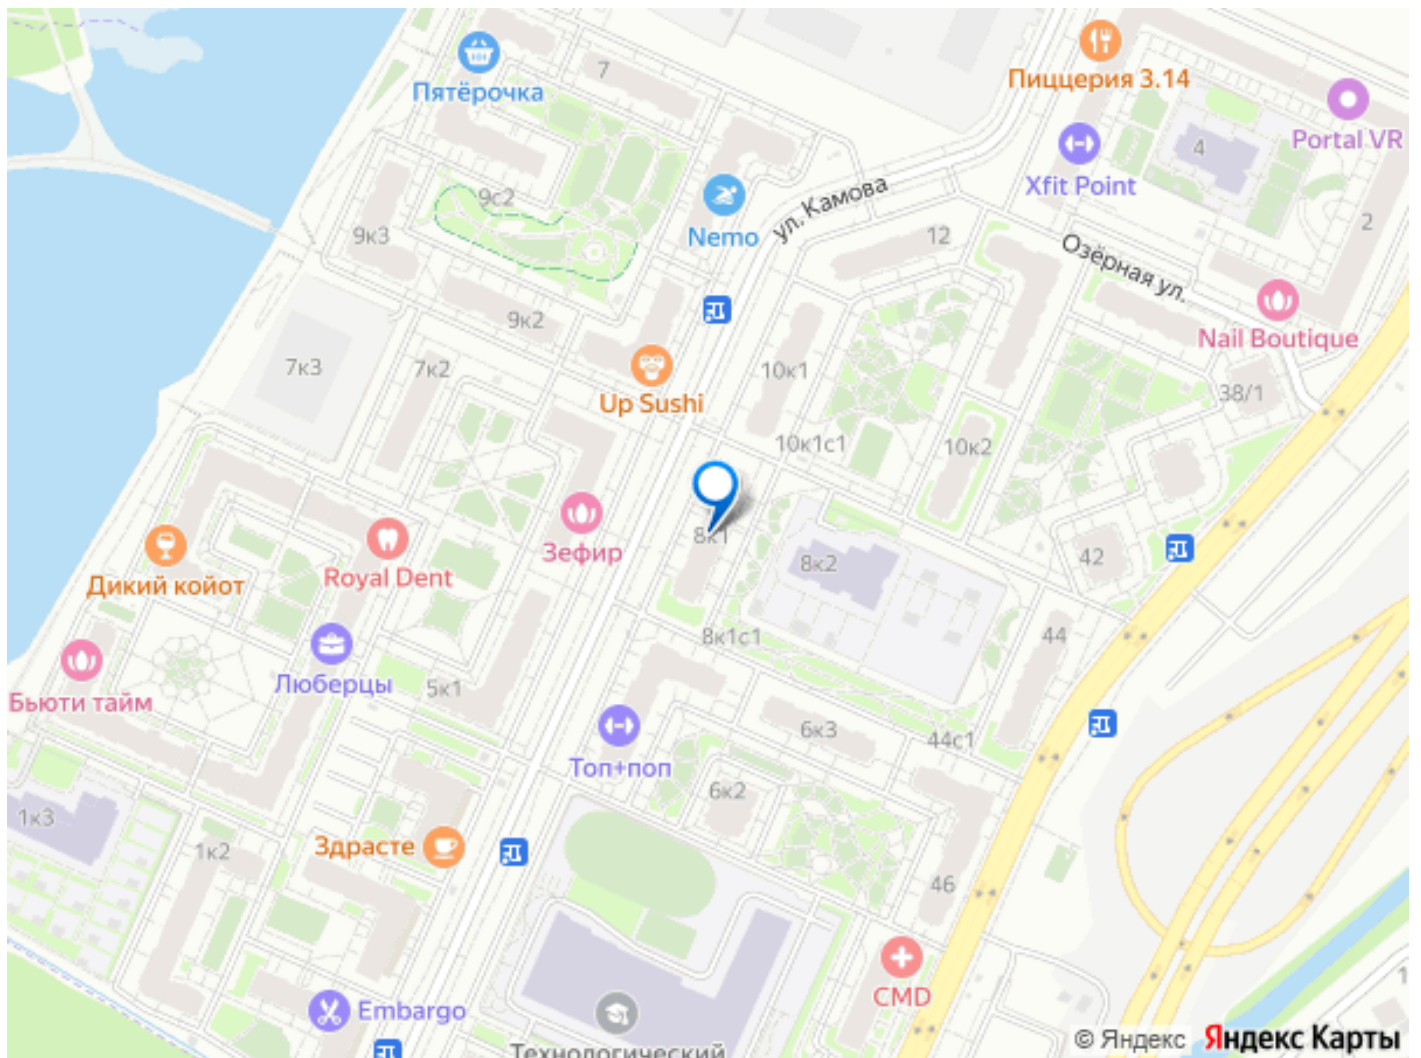 Пиццерия 3.14
7
Пятёрочка
Portal VR
4
Xfit Point
ул. Камова
9с2
2
Nemo
9к3
12
Озёрная ул.
9к2
Nail Boutique
7к3
7к2
10к1
38/1
Up Sushi
10к1с1
10к2
8к1
Зефир
42
8к2
Royal Dent
Дикий койот
8к1с1
44
Люберцы
5к1
Бьюти тайм
6к3
44с1
Топ+поп
6к2
1к3
Здрасте
1к2
46
CMD
1
Embargo
© Яндекс Яндекс Карты
Технологический